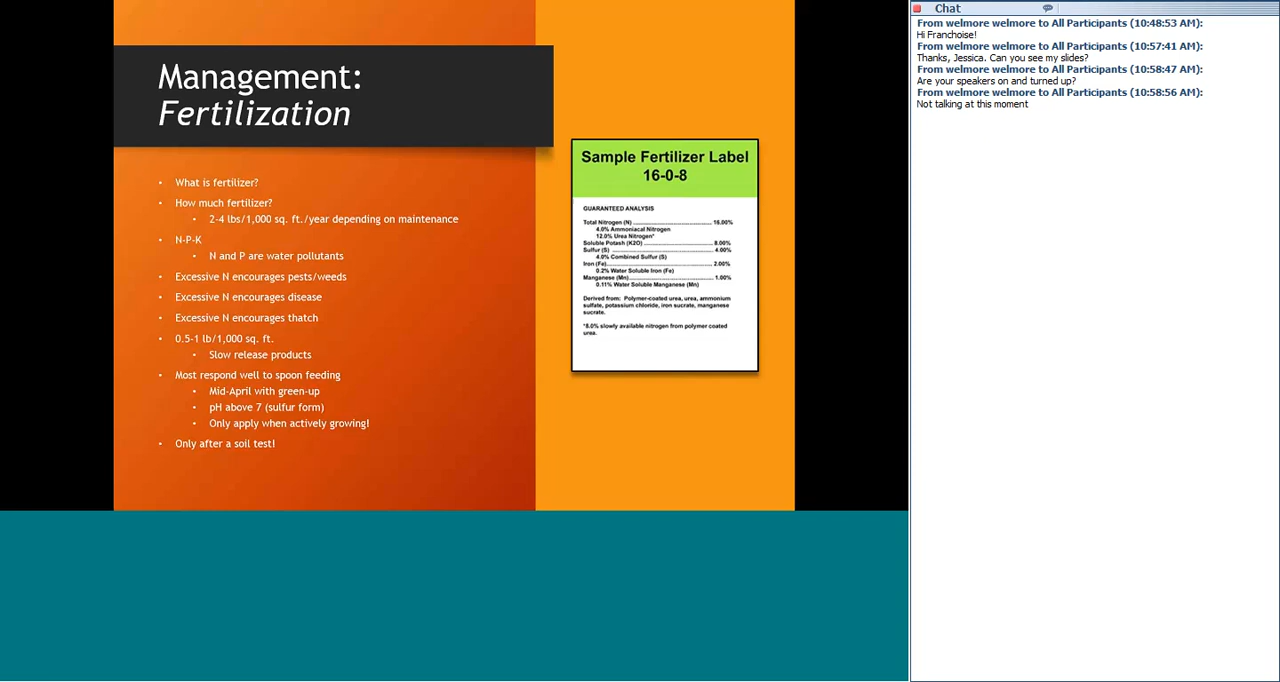 Management:
Fertilization
• What is fertilizer?
• How much fertilizer?
• 2-4 lbs/1,000 sq. ft./year depending on maintenance
• N-P-K
• N and P are water pollutants
• Excessive N encourages pests/weeds
• Excessive N encourages disease
• Excessive N encourages thatch
• 0.5-1 lb/1,000 sq. ft.
• Slow release products
• Most respond well to spoon feeding
• Mid-April with green-up
• pH above 7 (sulfur form)
• Only apply when actively growing!
• Only after a soil test!
Sample Fertilizer Label
16-0-8
GUARANTEED ANALYSIS
Total Nitrogen (N) ........................ 16.00%
4.0% Ammoniacal Nitrogen
12.0% Urea Nitrogen*
Soluble Potash (K2O) ........................ 8.00%
Sulfur (S) ........................ 4.00%
4.0% Combined Sulfur (S)
Iron (Fe) ........................ 2.00%
0.2% Water Soluble Iron (Fe)
Manganese (Mn) ........................ 1.00%
0.11% Water Soluble Manganese (Mn)
Derived from: Polymer-coated urea, urea, ammonium
sulfate, potassium chloride, iron sucrate, manganese
sucrate.
*8.0% slowly available nitrogen from polymer coated
urea.
Chat
From welmore welmore to All Participants (10:48:53 AM):
Hi Franchoise!
From welmore welmore to All Participants (10:57:41 AM):
Thanks, Jessica. Can you see my slides?
From welmore welmore to All Participants (10:58:47 AM):
Are your speakers on and turned up?
From welmore welmore to All Participants (10:58:56 AM):
Not talking at this moment